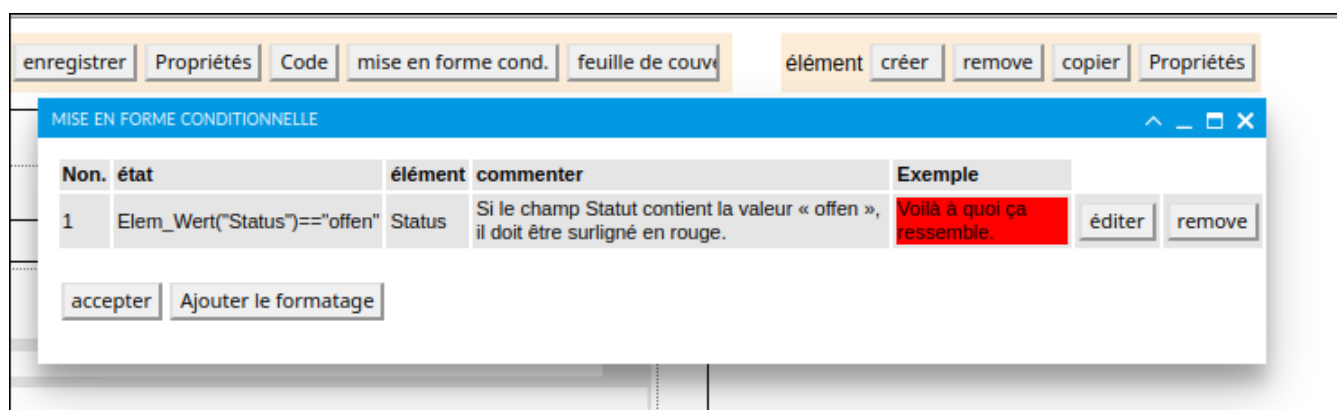 enregistrer Propriétés Code mise en forme cond. feuille de couve élément créer remove copier Propriétés
MISE EN FORME CONDITIONNELLE
Non. état élément commenter Exemple
1 Elem_Wert("Status")=="offen" Status Si le champ Statut contient la valeur « offen », Voilà à quoi ça éditer remove
il doit être surligné en rouge. ressemble.
accepter Ajouter le formatage